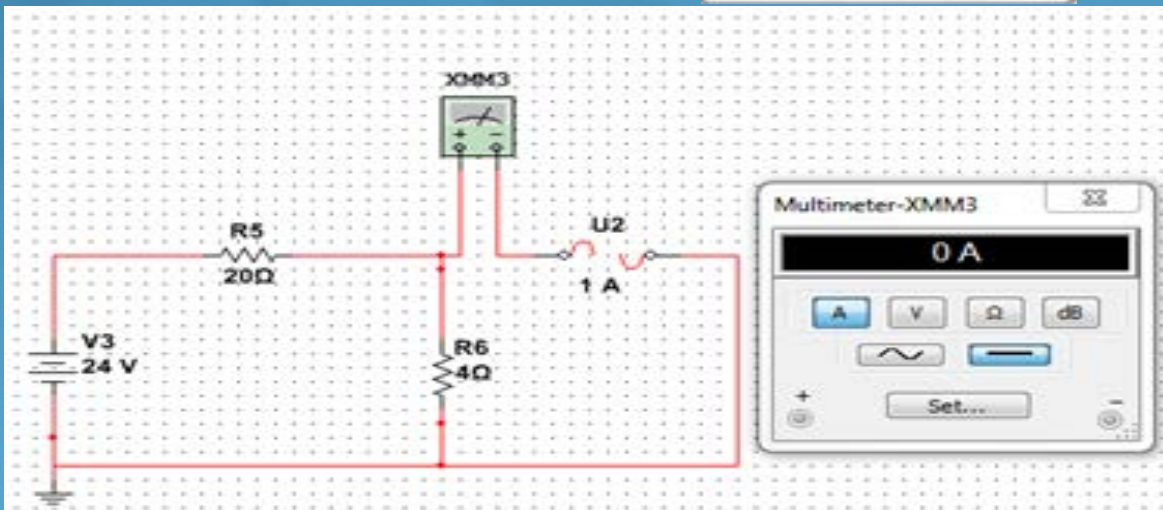 XMM3
R5
20Ω
U2
1 A
V3
24 V
R6
4Ω
Multimeter-XMM3
0 A
A V Ω dB
Set...
+ −